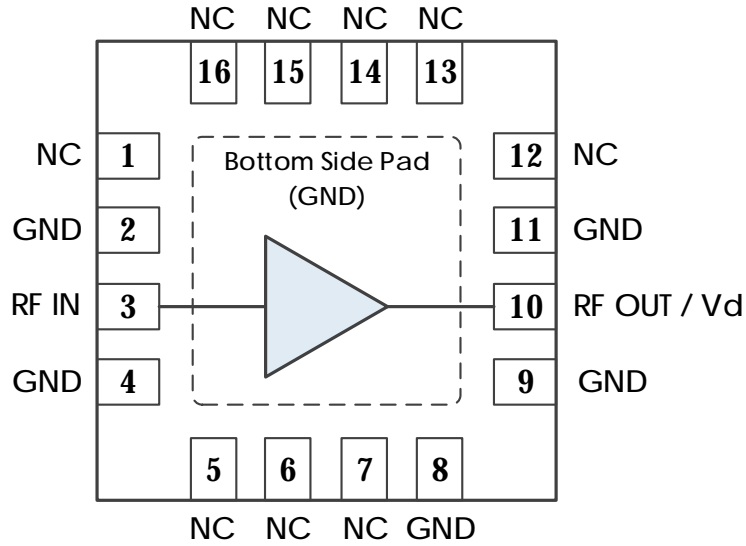 NC NC NC NC
16 15 14 13
NC 1 Bottom Side Pad 12 NC
(GND)
GND 2 11 GND
RF IN 3 10 RF OUT / Vd
GND 4 9 GND
5 6 7 8
NC NC NC GND